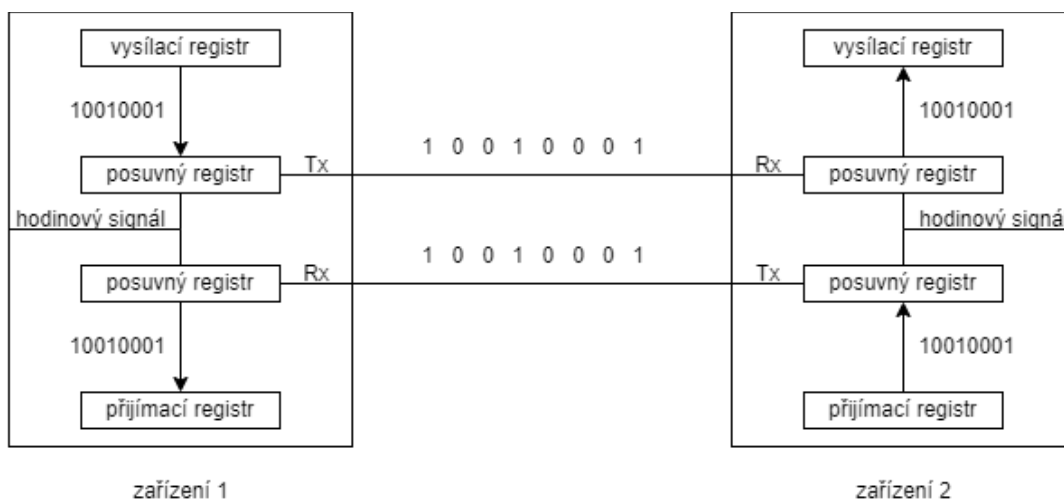 vysílací registr
vysílací registr
10010001
10010001
1 0 0 1 0 0 0 1
posuvný registr
Tx
Rx
posuvný registr
hodinový signál
hodinový signál
1 0 0 1 0 0 0 1
posuvný registr
Rx
Tx
posuvný registr
10010001
10010001
přijímací registr
přijímací registr
zařízení 1
zařízení 2